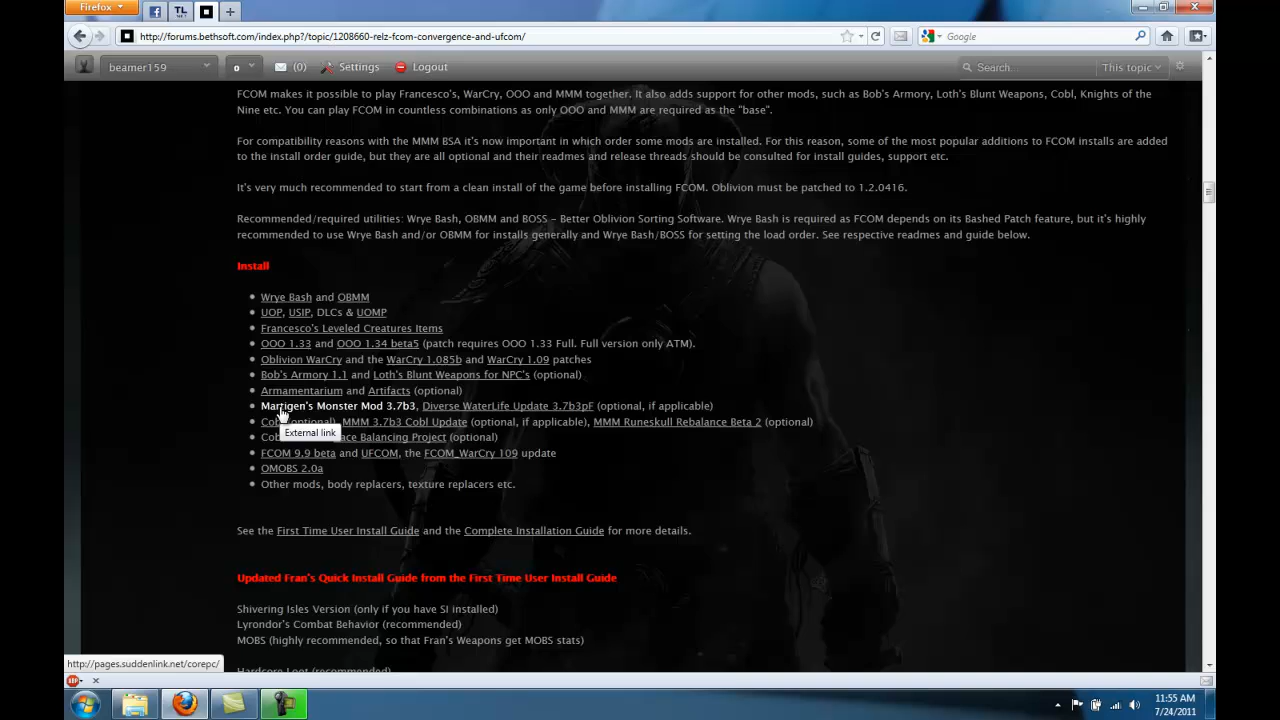 Firefox
TL
http://forums.bethsoft.com/index.php?/topic/1208660-relz-fcom-convergence-and-ufcom/
Google
beamer159
0
(0)
Settings
Logout
Search...
This topic
FCOM makes it possible to play Francesco's, WarCry, OOO and MMM together. It also adds support for other mods, such as Bob's Armory, Loth's Blunt Weapons, Cobl, Knights of the
Nine etc. You can play FCOM in countless combinations as only OOO and MMM are required as the "base".
For compatibility reasons with the MMM BSA it's now important in which order some mods are installed. For this reason, some of the most popular additions to FCOM installs are added
to the install order guide, but they are all optional and their readmes and release threads should be consulted for install guides, support etc.
It's very much recommended to start from a clean install of the game before installing FCOM. Oblivion must be patched to 1.2.0416.
Recommended/required utilities: Wrye Bash, OBMM and BOSS – Better Oblivion Sorting Software. Wrye Bash is required as FCOM depends on its Bashed Patch feature, but it's highly
recommended to use Wrye Bash and/or OBMM for installs generally and Wrye Bash/BOSS for setting the load order. See respective readmes and guide below.
Install
Wrye Bash and OBMM
UOP, USIP, DLCs & UOMP
Francesco's Leveled Creatures Items
OOO 1.33 and OOO 1.34 beta5 (patch requires OOO 1.33 Full. Full version only ATM).
Oblivion WarCry and the WarCry 1.085b and WarCry 1.09 patches
Bob's Armory 1.1 and Loth's Blunt Weapons for NPC's (optional)
Armamentarium and Artifacts (optional)
Martigen's Monster Mod 3.7b3, Diverse WaterLife Update 3.7b3pF (optional, if applicable)
Cobl (optional), MMM 3.7b3 Cobl Update (optional, if applicable), MMM Runeskull Rebalance Beta 2 (optional)
External link
Cob ace Balancing Project (optional)
FCOM 9.9 beta and UFCOM, the FCOM_WarCry 109 update
OMOBS 2.0a
Other mods, body replacers, texture replacers etc.
See the First Time User Install Guide and the Complete Installation Guide for more details.
Updated Fran's Quick Install Guide from the First Time User Install Guide
Shivering Isles Version (only if you have SI installed)
Lyrondor's Combat Behavior (recommended)
MOBS (highly recommended, so that Fran's Weapons get MOBS stats)
Hardcore Loot (recommended)
http://pages.suddenlink.net/corepc/
11:55 AM
7/24/2011